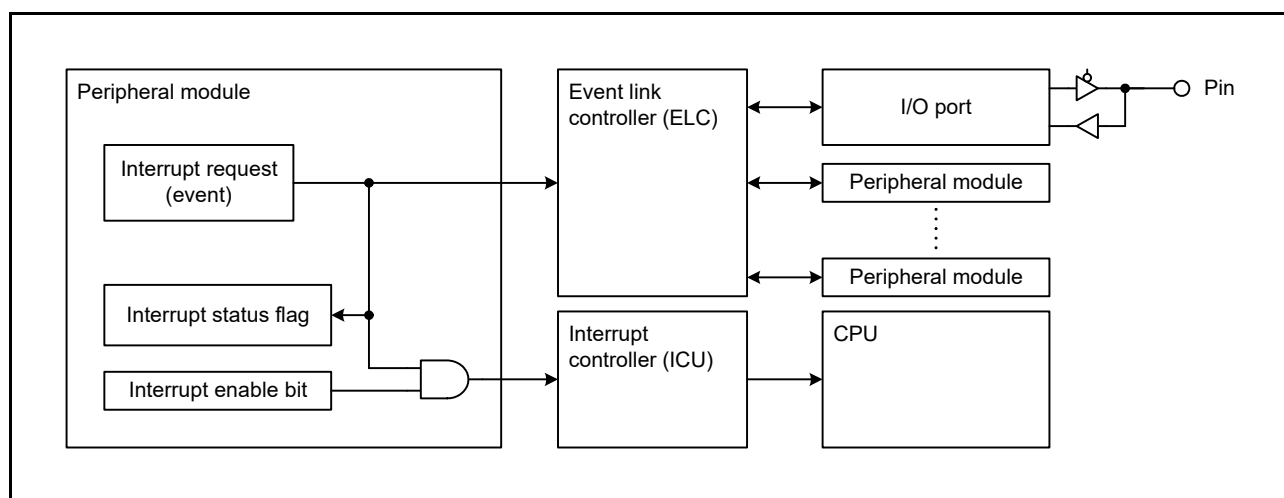 Peripheral module
Interrupt request
(event)
Interrupt status flag
Interrupt enable bit
Event link
controller (ELC)
Interrupt
controller (ICU)
I/O port
Pin
Peripheral module
Peripheral module
CPU